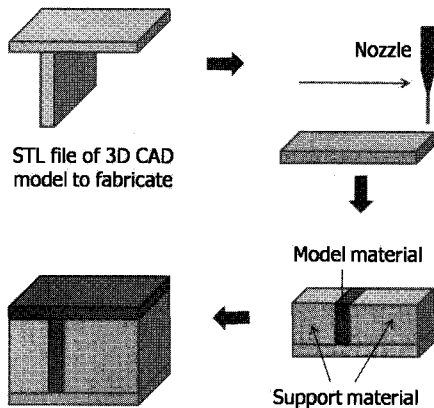 Nozzle
STL file of 3D CAD
model to fabricate
Model material
Support material